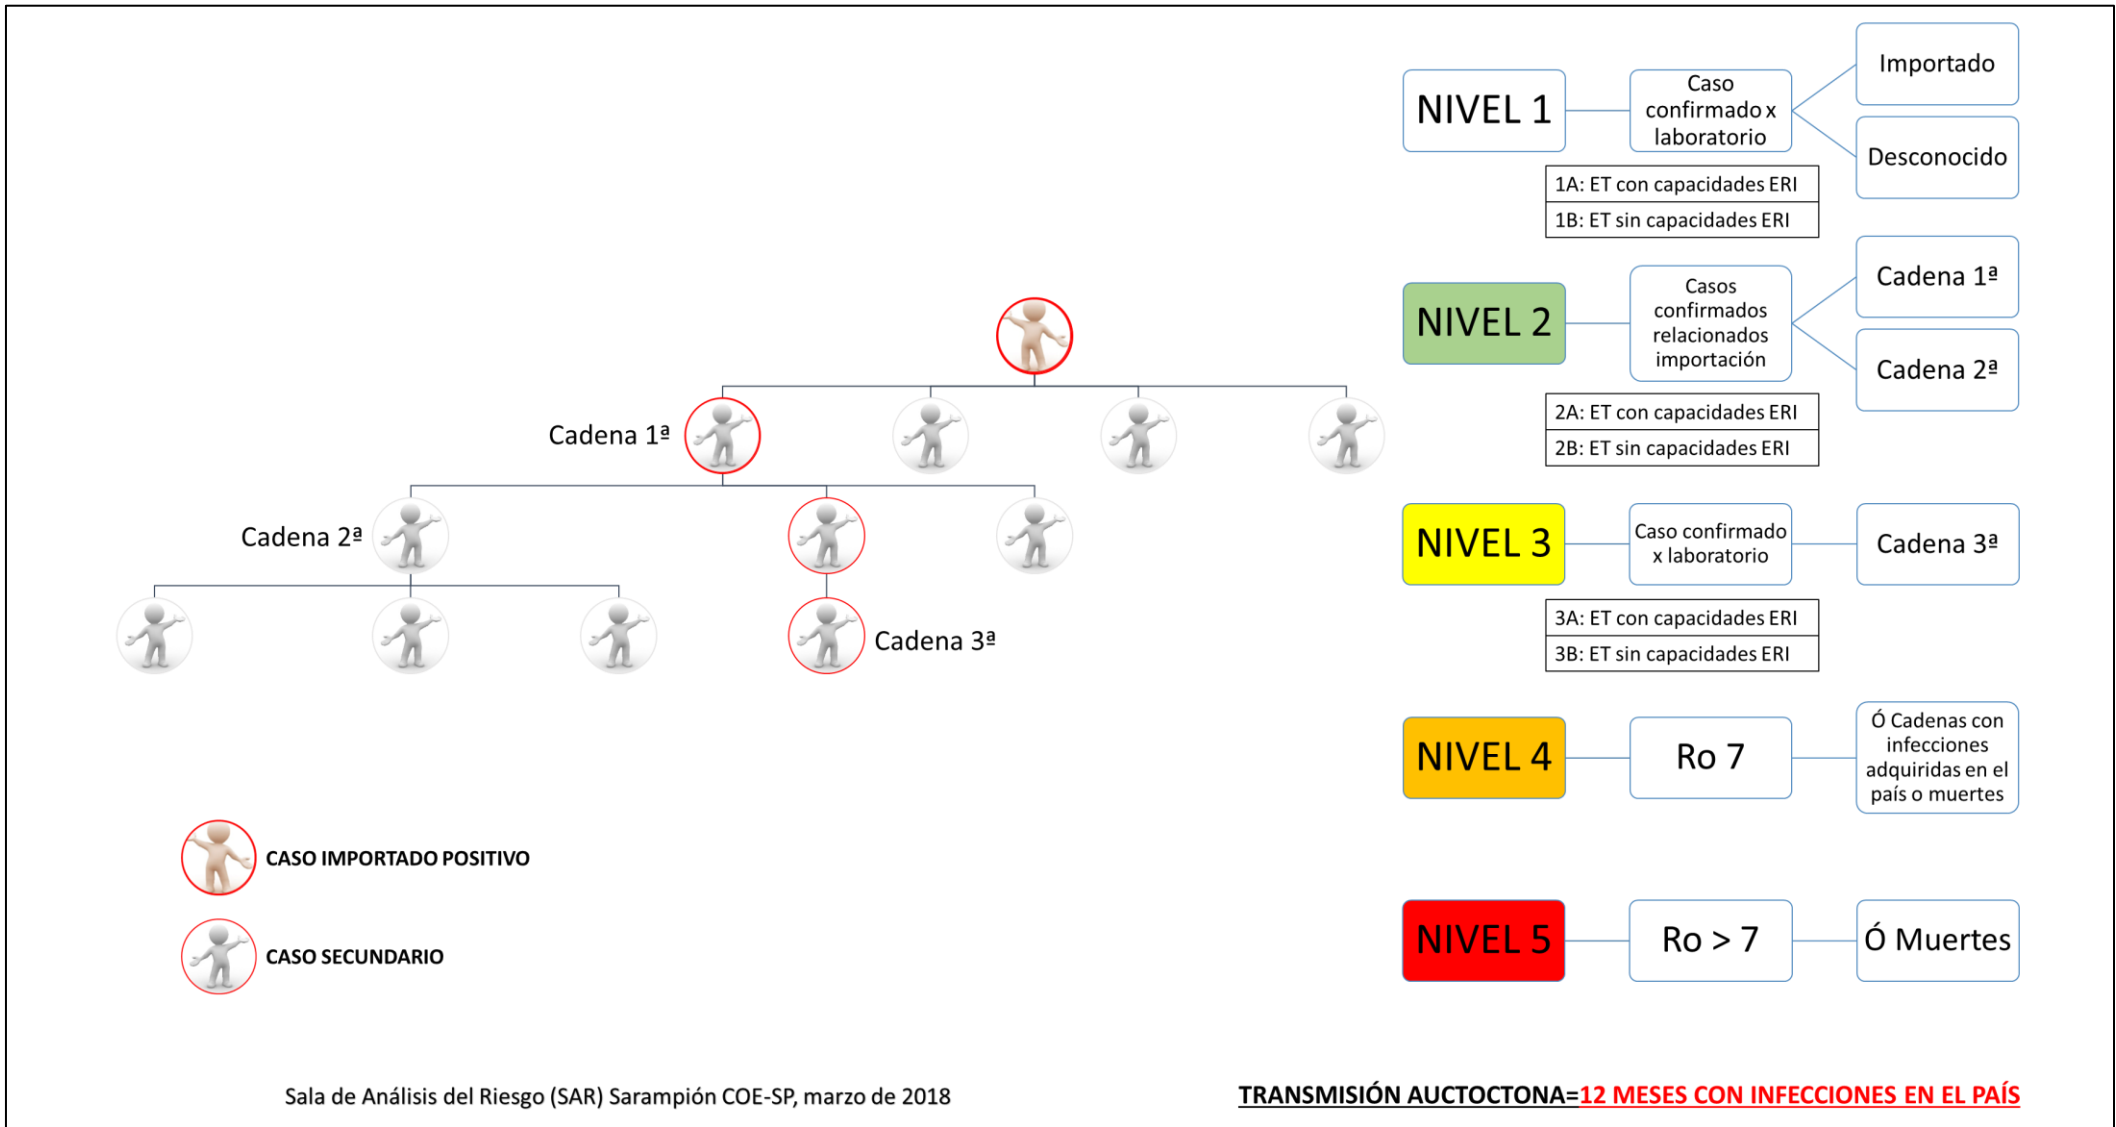 Cadena 1ª
Cadena 2ª
Cadena 3ª
CASO IMPORTADO POSITIVO
CASO SECUNDARIO
NIVEL 1
Caso
confirmado x
laboratorio
Importado
Desconocido
1A: ET con capacidades ERI
1B: ET sin capacidades ERI
NIVEL 2
Casos
confirmados
relacionados
importación
Cadena 1ª
Cadena 2ª
2A: ET con capacidades ERI
2B: ET sin capacidades ERI
NIVEL 3
Caso confirmado
x laboratorio
Cadena 3ª
3A: ET con capacidades ERI
3B: ET sin capacidades ERI
NIVEL 4
Ro 7
Ó Cadenas con
infecciones
adquiridas en el
país o muertes
NIVEL 5
Ro > 7
Ó Muertes
Sala de Análisis del Riesgo (SAR) Sarampión COE-SP, marzo de 2018
TRANSMISIÓN AUCTOCTONA=12 MESES CON INFECCIONES EN EL PAÍS